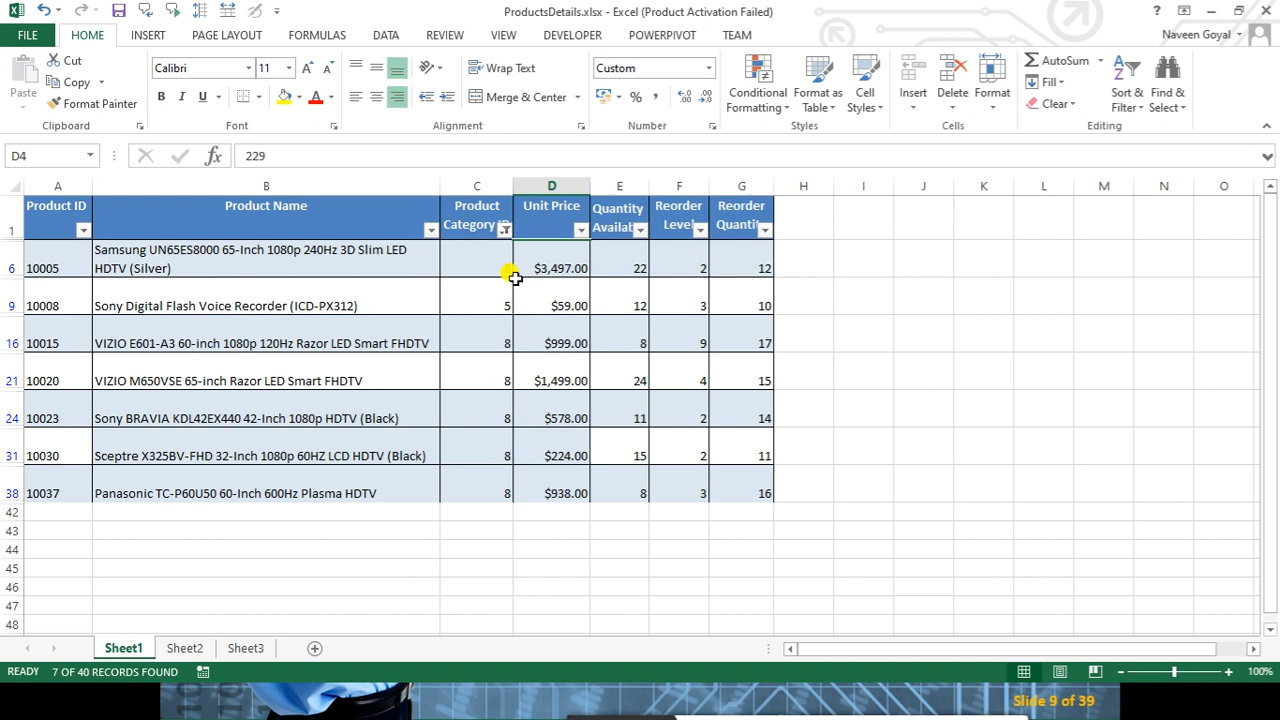 ProductsDetails.xlsx - Excel (Product Activation Failed)
FILE HOME INSERT PAGE LAYOUT FORMULAS DATA REVIEW VIEW DEVELOPER POWERPIVOT TEAM Naveen Goyal
Paste Cut Copy Format Painter
Clipboard
Calibri 11
B I U A
Font
Wrap Text
Merge & Center
Alignment
Custom
$ % ,
Number
Conditional Formatting Format as Table Cell Styles
Styles
Insert Delete Format
Cells
AutoSum Fill Clear Sort & Filter Find & Select
Editing
D4 fx 229
A B C D E F G H I J K L M N O
1 Product ID Product Name Product Category ID Unit Price Quantity Reorder Level Reorder
6 10005 Samsung UN65ES8000 65-Inch 1080p 240Hz 3D Slim LED
HDTV (Silver) $3,497.00 22 2 12
9 10008 Sony Digital Flash Voice Recorder (ICD-PX312) 5 $59.00 12 3 10
16 10015 VIZIO E601-A3 60-inch 1080p 120Hz Razor LED Smart FHDTV 8 $999.00 8 9 17
21 10020 VIZIO M650VSE 65-inch Razor LED Smart FHDTV 8 $1,499.00 24 4 15
24 10023 Sony BRAVIA KDL42EX440 42-Inch 1080p HDTV (Black) 8 $578.00 11 2 14
31 10030 Sceptre X325BV-FHD 32-Inch 1080p 60HZ LCD HDTV (Black) 8 $224.00 15 2 11
38 10037 Panasonic TC-P60U50 60-Inch 600Hz Plasma HDTV 8 $938.00 8 3 16
42
43
44
45
46
47
48
Sheet1 Sheet2 Sheet3
READY 7 OF 40 RECORDS FOUND 100%
Slide 9 of 39